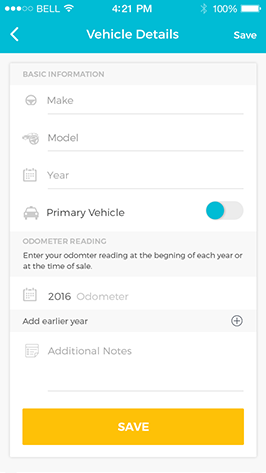 BELL 4:21 PM 100%
Vehicle Details Save
BASIC INFORMATION
Make
Model
Year
Primary Vehicle
ODOMETER READING
Enter your odomter reading at the begning of each year or
at the time of sale.
2016 Odometer
Add earlier year
Additional Notes
SAVE